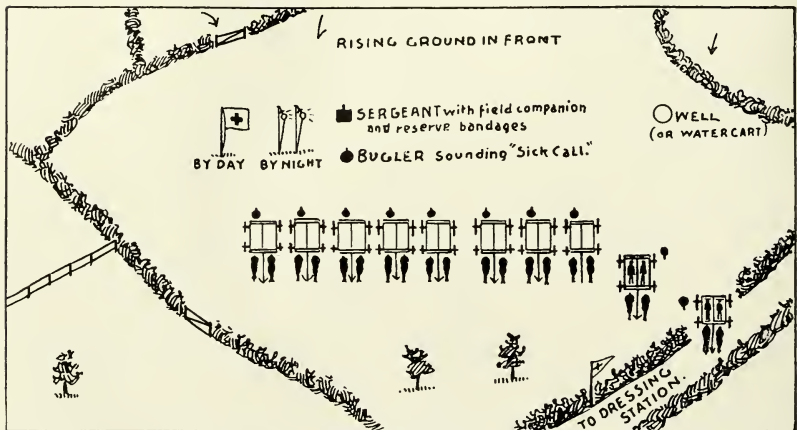 RISING GROUND IN FRONT
SERGEANT with field companion
and reserve bandages
WELL
(OR WATERCART)
BY DAY BY NIGHT
BUGLER Sounding "Sick Call."
TO DRESSING
STATION.